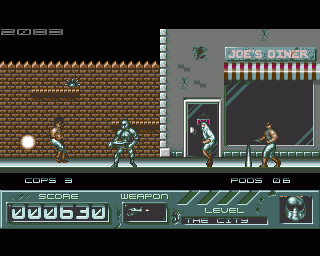 2083
JOE'S DINER
COPS 3
PODS 06
SCORE
WEAPON
000630
LEVEL
THE CITY